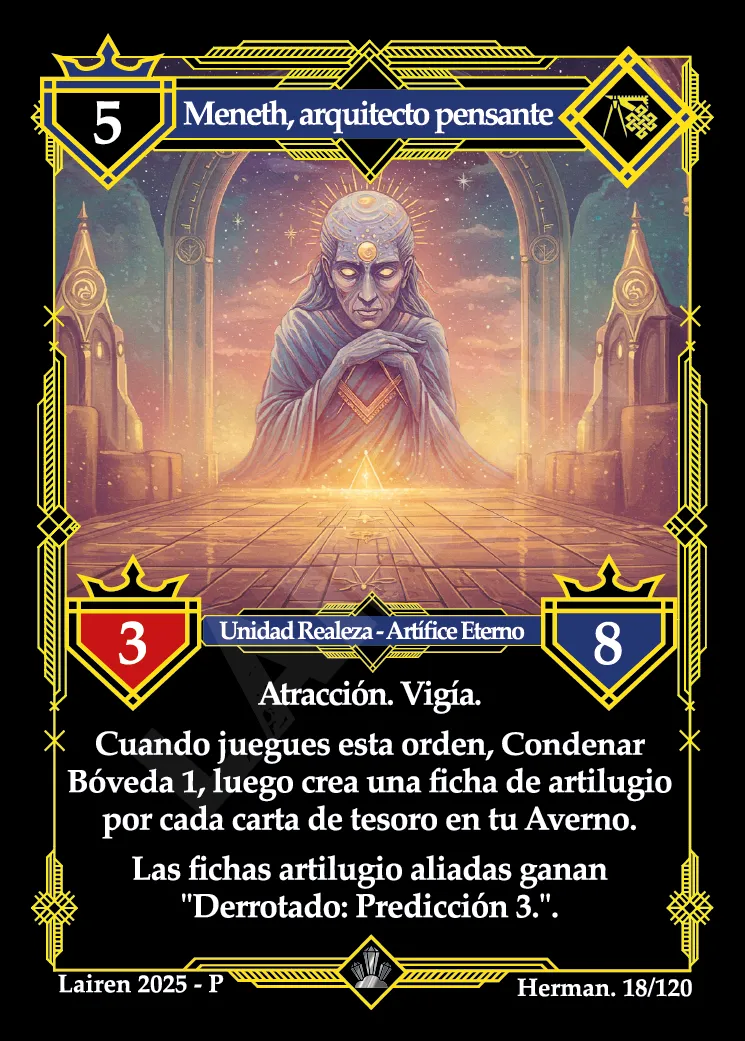 5
Meneth, arquitecto pensante
3
Unidad Realeza - Artífice Eterno
8
Atracción. Vigía.
Cuando juegues esta orden, Condenar
Bóveda 1, luego crea una ficha de artilugio
por cada carta de tesoro en tu Averno.
Las fichas artilugio aliadas ganan
"Derrotado: Predicción 3.".
Lairen 2025 - P
Herman. 18/120